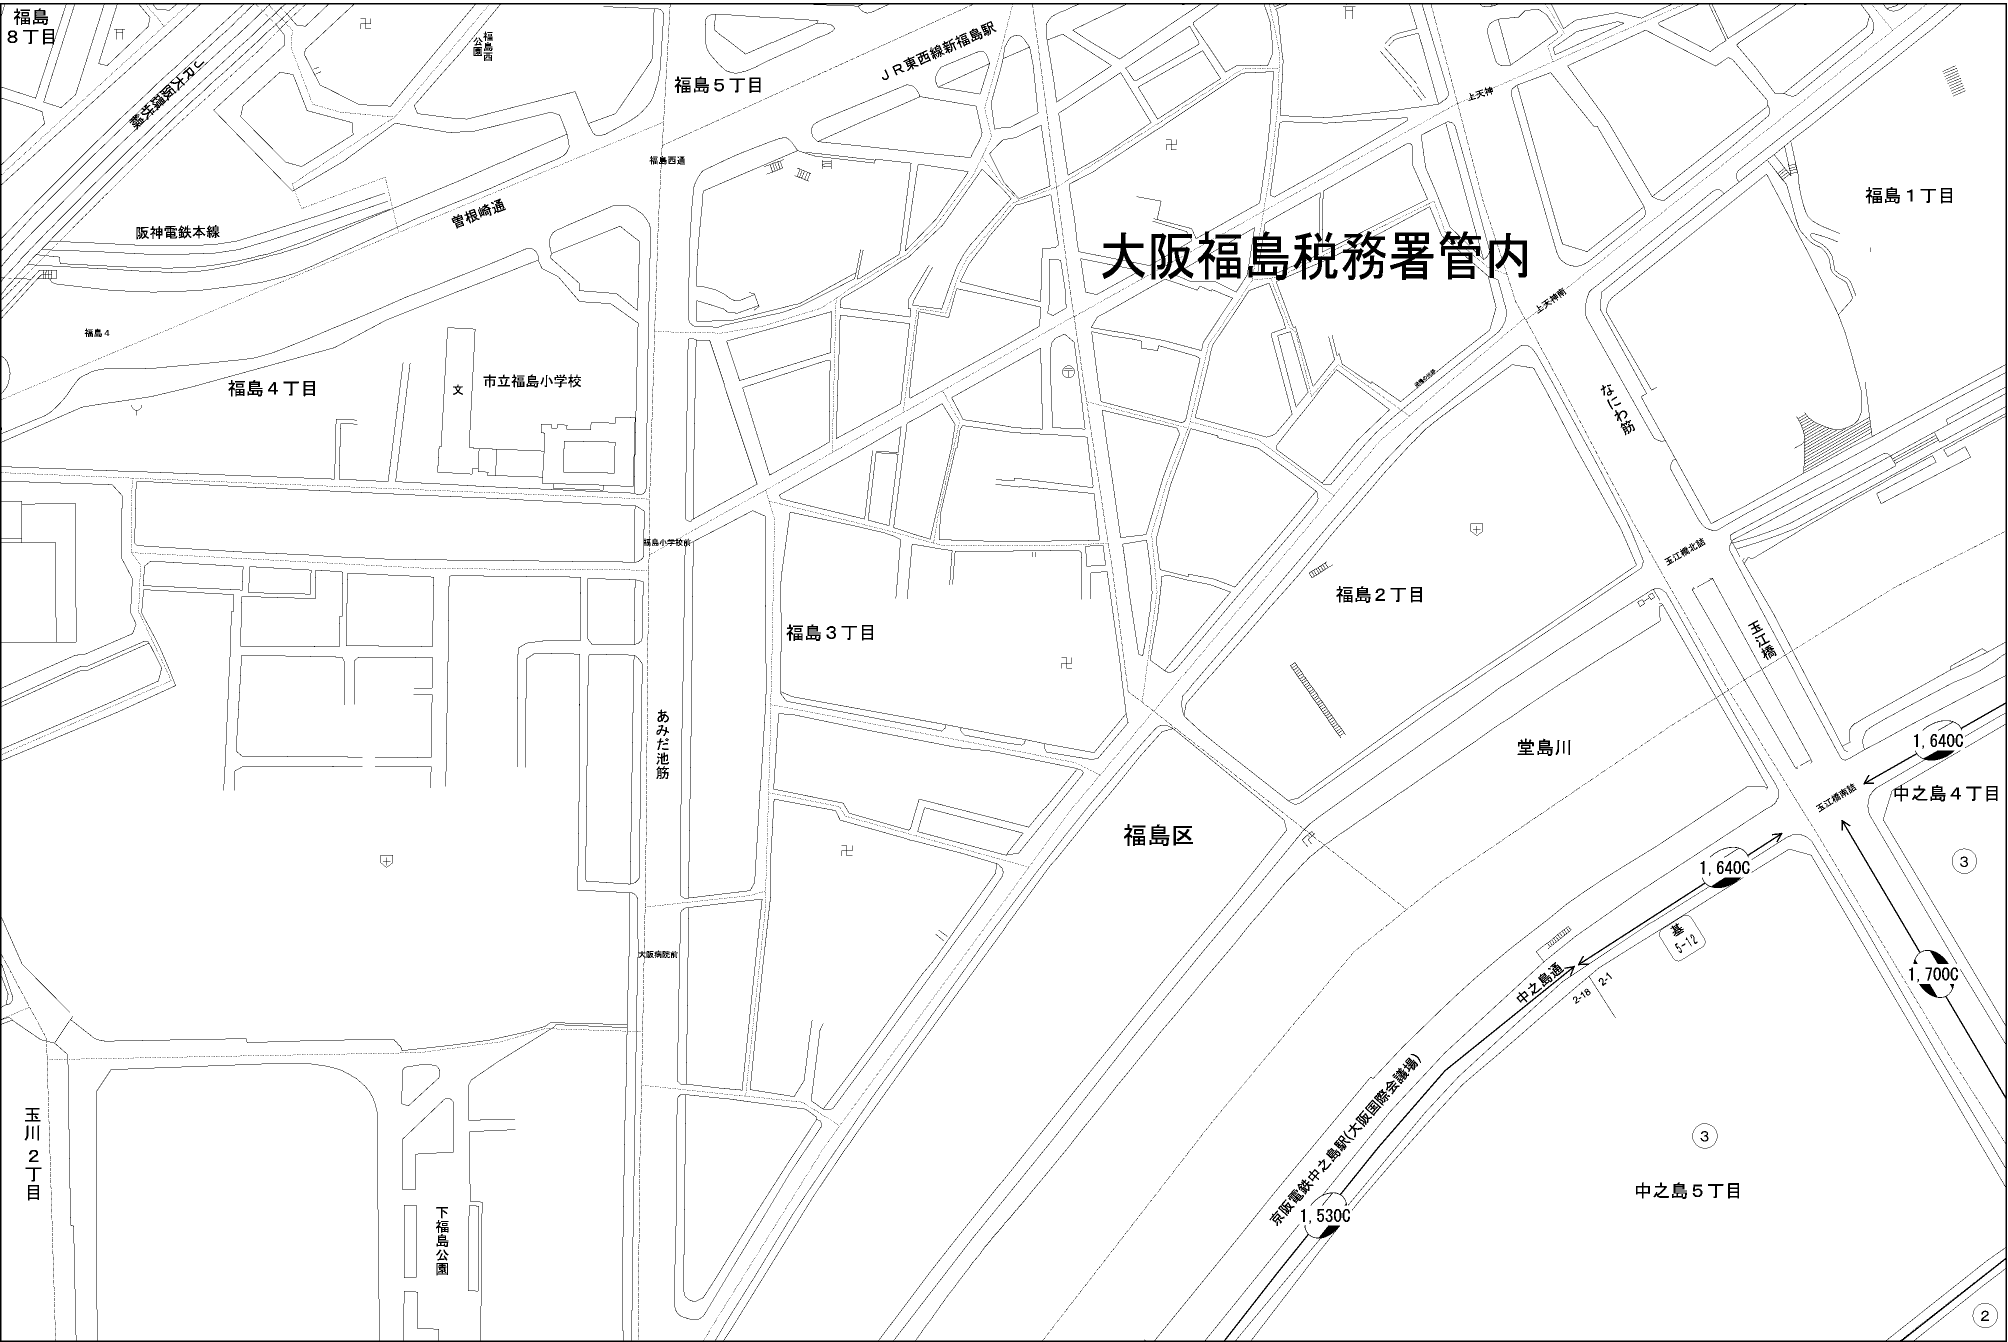 福島
８丁目
ＪＲ大阪環状線
福島西
公園
福島５丁目
ＪＲ東西線新福島駅
上天神
福島西通
福島１丁目
曽根崎通
阪神電鉄本線
大阪福島税務署管内
上天神南
福島４
福島４丁目
文
市立福島小学校
なにわ筋
福島小学校前
玉江橋北詰
福島２丁目
福島３丁目
玉江橋
あみだ池筋
堂島川
1,640C
中之島４丁目
玉江橋南詰
福島区
3
1,640C
基
5-12
大阪病院前
中之島通
2-18
2-1
1,700C
京阪電鉄中之島駅(大阪国際会議場)
玉川２丁目
3
中之島５丁目
1,530C
下福島公園
2